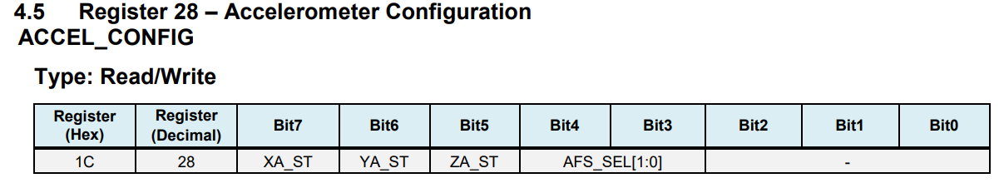 4.5 Register 28 – Accelerometer Configuration
ACCEL_CONFIG
Type: Read/Write
Register (Hex) Register (Decimal) Bit7 Bit6 Bit5 Bit4 Bit3 Bit2 Bit1 Bit0
1C 28 XA_ST YA_ST ZA_ST AFS_SEL[1:0] -